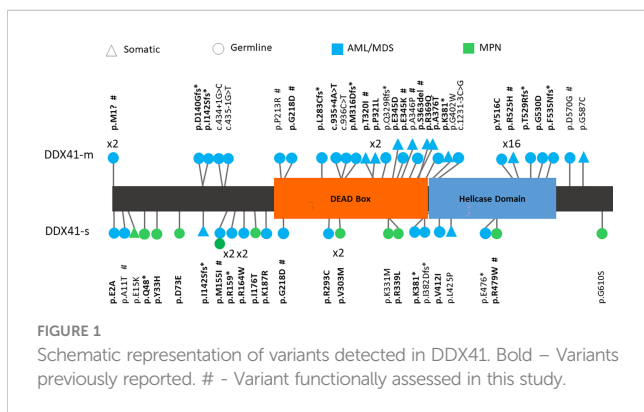 Somatic
Germline
AML/MDS
MPN
p.M1? #
p.D140Gfs*
p.I142Sfs*
c.434+1G>C
c.435-1G>T
p.P213R #
p.G218D #
p.L283Cfs*
c.935+4A>T
c.936C>T
p.M316Dfs*
p.T320I #
p.P321L
p.Q329fs*
p.E345D
p.E345K #
p.A346P #
p.S363del #
p.R369Q
p.A376T
p.K381*
p.G402W
c.1231-3C>G
p.Y516C
p.R525H #
p.T529Rfs*
p.G530D
p.F535Nfs*
p.D570G #
p.G587C
x2
x2
x16
DDX41-m
DEAD Box
Helicase Domain
DDX41-s
x2
x2
x2
p.E2A
p.A11T #
p.E15K
p.Q48*
p.Y33H
p.D73E
p.I142Sfs*
p.M155I #
p.R159*
p.R164W
p.I176T
p.K187R
p.G218D #
p.R293C
p.V303M
p.K331M
p.R339L
p.K381*
p.I382Dfs*
p.V412I
p.L425P
p.E476*
p.R479W #
p.G610S
FIGURE 1
Schematic representation of variants detected in DDX41. Bold – Variants
previously reported. # - Variant functionally assessed in this study.